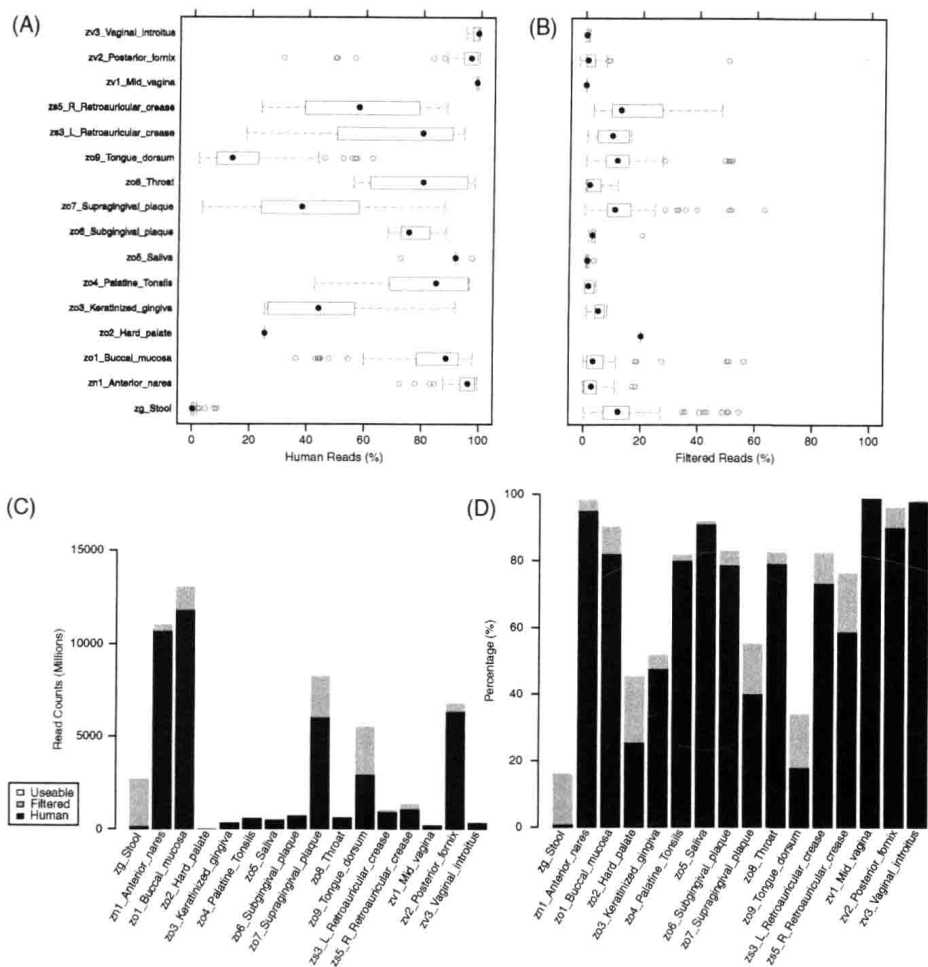 (A)
(B)
zv3_Vaginal_introitus
zv2_Posterior_fornix
zv1_Mid_vagina
zs5_R_Retroauricular_crease
zs3_L_Retroauricular_crease
zo9_Tongue_dorsum
zo8_Throat
zo7_Supragingival_plaque
zo6_Subgingival_plaque
zo5_Saliva
zo4_Palatine_Tonsils
zo3_Keratinized_gingiva
zo2_Hard_palate
zo1_Buccal_mucosa
zn1_Anterior_nares
zg_Stool
0 20 40 60 80 100
Human Reads (%)
0 20 40 60 80 100
Filtered Reads (%)
(C)
15000
10000
5000
0
Read Counts (Millions)
Useable
Filtered
Human
zg_Stool
zn1_Anterior_nares
zo1_Buccal_mucosa
zo2_Hard_palate
zo3_Keratinized_gingiva
zo4_Palatine_Tonsils
zo5_Saliva
zo6_Subgingival_plaque
zo7_Supragingival_plaque
zo8_Throat
zo9_Tongue_dorsum
zs3_L_Retroauricular_crease
zs5_R_Retroauricular_crease
zv1_Mid_vagina
zv2_Posterior_fornix
zv3_Vaginal_introitus
(D)
100
80
60
40
20
0
Percentage (%)
zg_Stool
zn1_Anterior_nares
zo1_Buccal_mucosa
zo2_Hard_palate
zo3_Keratinized_gingiva
zo4_Palatine_Tonsils
zo5_Saliva
zo6_Subgingival_plaque
zo7_Supragingival_plaque
zo8_Throat
zo9_Tongue_dorsum
zs3_L_Retroauricular_crease
zs5_R_Retroauricular_crease
zv1_Mid_vagina
zv2_Posterior_fornix
zv3_Vaginal_introitus